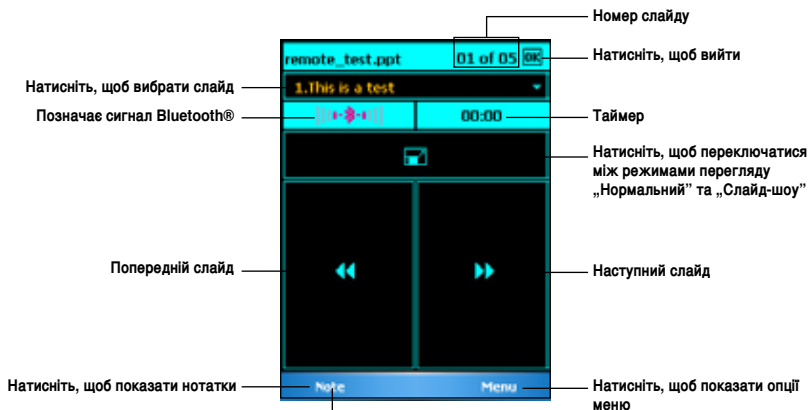 Номер слайду
remote_test.ppt 01 of 05 OK
Натисніть, щоб вийти
Натисніть, щоб вибрати слайд
1.This is a test
Позначає сигнал Bluetooth®
00:00
Таймер
Натисніть, щоб переключатися
між режимами перегляду
„Нормальний” та „Слайд-шоу”
Попередній слайд
Наступний слайд
Натисніть, щоб показати нотатки
Note
Menu
Натисніть, щоб показати опції
меню